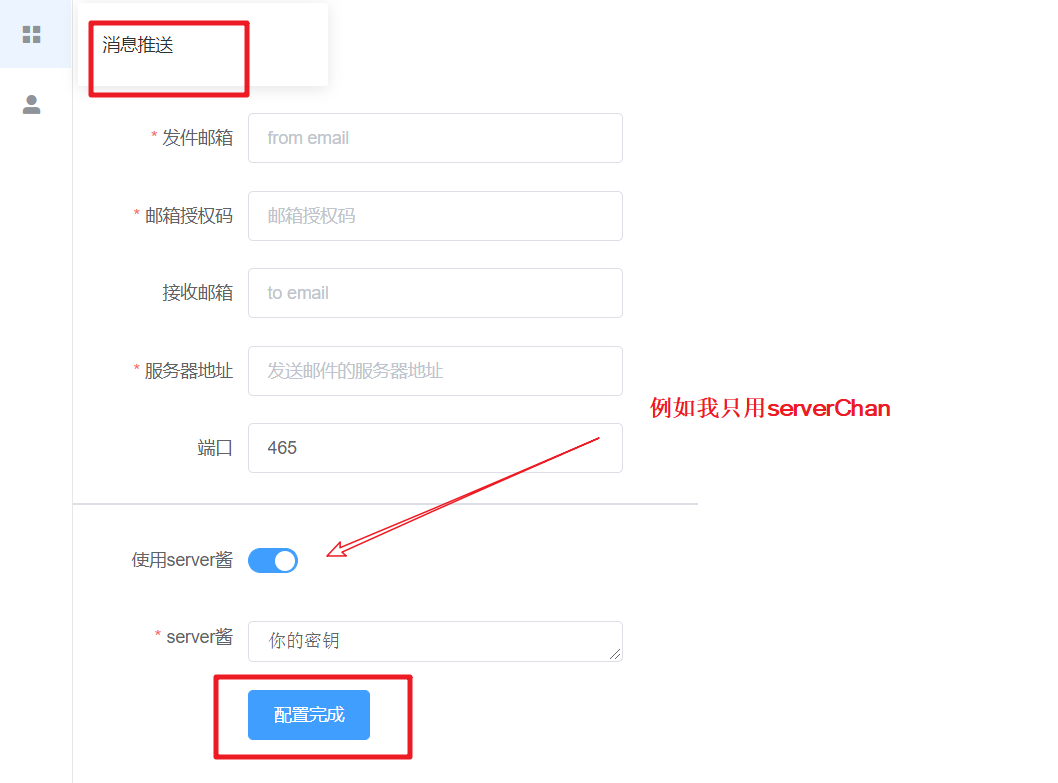 消息推送
* 发件邮箱 from email
* 邮箱授权码 邮箱授权码
接收邮箱 to email
* 服务器地址 发送邮件的服务器地址
例如我只用serverChan
端口 465
使用server酱
* server酱 你的密钥
配置完成